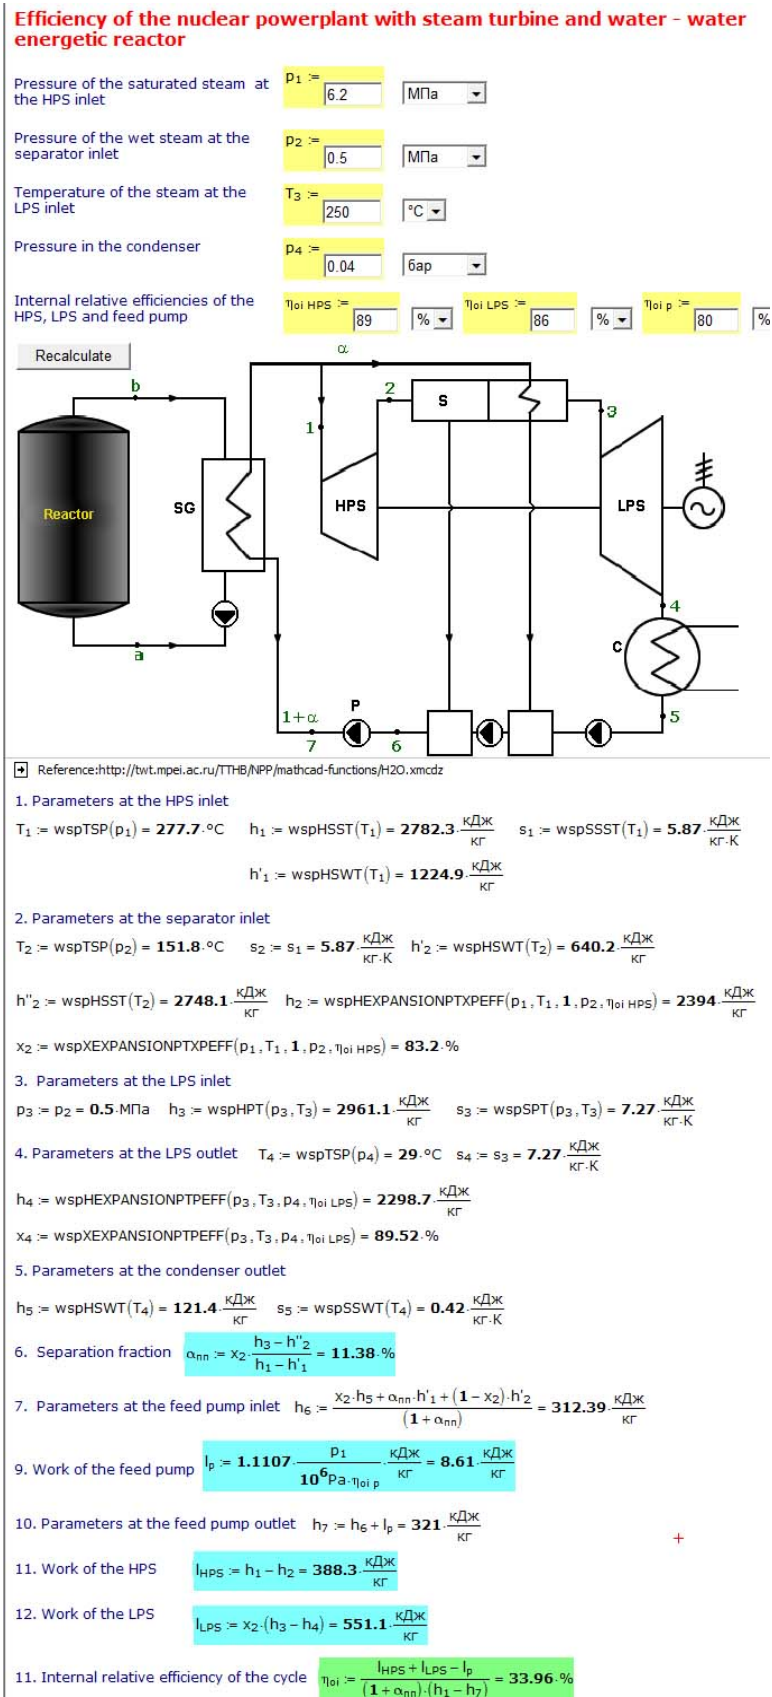 Efficiency of the nuclear powerplant with steam turbine and water - water
energetic reactor
Pressure of the saturated steam at
the HPS inlet
p₁ := 6.2 МПа
Pressure of the wet steam at the
separator inlet
p₂ := 0.5 МПа
Temperature of the steam at the
LPS inlet
T₃ := 250 °C
Pressure in the condenser
p₄ := 0.04 бар
Internal relative efficiencies of the
HPS, LPS and feed pump
ηoi HPS := 89 % ηoi LPS := 86 % ηoi p := 80 %
Recalculate
α
b
2
S
3
1
Reactor
SG
HPS
LPS
4
C
a
1+α
P
5
7
6
Reference:http://twt.mpei.ac.ru/TTHB/NPP/mathcad-functions/H2O.xmcdz
1. Parameters at the HPS inlet
T₁ := wspTSP(p₁) = 277.7·°C h₁ := wspHSST(T₁) = 2782.3·кДж/кг s₁ := wspSSST(T₁) = 5.87·кДж/(кг·К)
h'₁ := wspHSWT(T₁) = 1224.9·кДж/кг
2. Parameters at the separator inlet
T₂ := wspTSP(p₂) = 151.8·°C s₂ := s₁ = 5.87·кДж/(кг·К) h'₂ := wspHSWT(T₂) = 640.2·кДж/кг
h''₂ := wspHSST(T₂) = 2748.1·кДж/кг h₂ := wspHEXPANSIONPTXPEFF(p₁,T₁,1,p₂,ηoi HPS) = 2394·кДж/кг
x₂ := wspXEXPANSIONPTXPEFF(p₁,T₁,1,p₂,ηoi HPS) = 83.2·%
3. Parameters at the LPS inlet
p₃ := p₂ = 0.5·МПа h₃ := wspHPT(p₃,T₃) = 2961.1·кДж/кг s₃ := wspSPT(p₃,T₃) = 7.27·кДж/(кг·К)
4. Parameters at the LPS outlet T₄ := wspTSP(p₄) = 29·°C s₄ := s₃ = 7.27·кДж/(кг·К)
h₄ := wspHEXPANSIONPTPEFF(p₃,T₃,p₄,ηoi LPS) = 2298.7·кДж/кг
x₄ := wspXEXPANSIONPTPEFF(p₃,T₃,p₄,ηoi LPS) = 89.52·%
5. Parameters at the condenser outlet
h₅ := wspHSWT(T₄) = 121.4·кДж/кг s₅ := wspSSWT(T₄) = 0.42·кДж/(кг·К)
6. Separation fraction αпп := x₂·(h₃ − h''₂)/(h₁ − h'₁) = 11.38·%
7. Parameters at the feed pump inlet h₆ := (x₂·h₅ + αпп·h'₁ + (1 − x₂)·h'₂)/(1 + αпп) = 312.39·кДж/кг
9. Work of the feed pump lₚ := 1.1107·p₁/(10⁶Pa·ηoi p)·кДж/кг = 8.61·кДж/кг
10. Parameters at the feed pump outlet h₇ := h₆ + lₚ = 321·кДж/кг
11. Work of the HPS lHPS := h₁ − h₂ = 388.3·кДж/кг
12. Work of the LPS lLPS := x₂·(h₃ − h₄) = 551.1·кДж/кг
11. Internal relative efficiency of the cycle ηoi := (lHPS + lLPS − lₚ)/((1 + αпп)·(h₁ − h₇)) = 33.96·%